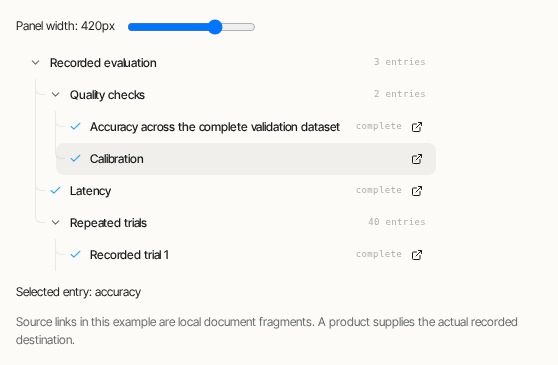 Panel width: 420px
Recorded evaluation 3 entries
Quality checks 2 entries
Accuracy across the complete validation dataset complete
Calibration
Latency complete
Repeated trials 40 entries
Recorded trial 1 complete
Selected entry: accuracy
Source links in this example are local document fragments. A product supplies the actual recorded
destination.